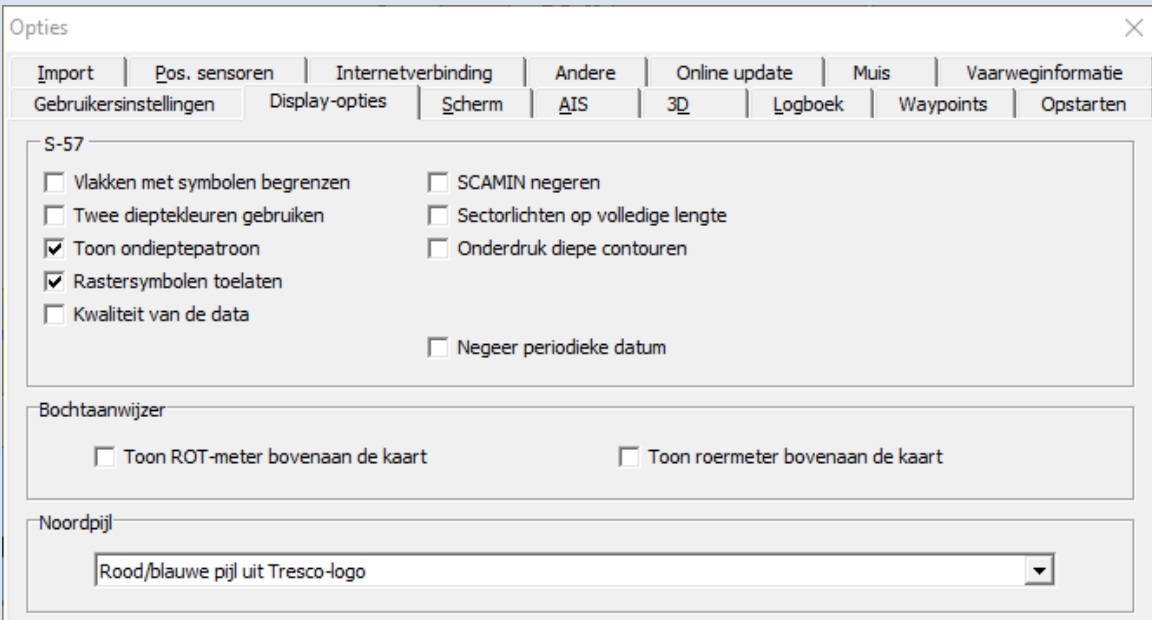 Opties
Import Pos. sensoren Internetverbinding Andere Online update Muis Vaarweginformatie
Gebruikersinstellingen Display-opties Scherm AIS 3D Logboek Waypoints Opstarten
S-57
Vlakken met symbolen begrenzen SCAMIN negeren
Twee dieptekleuren gebruiken Sectorlichten op volledige lengte
Toon ondieptepatroon Onderdruk diepe contouren
Rastersymbolen toelaten
Kwaliteit van de data
Negeer periodieke datum
Bochtaanwijzer
Toon ROT-meter bovenaan de kaart Toon roermeter bovenaan de kaart
Noordpijl
Rood/blauwe pijl uit Tresco-logo